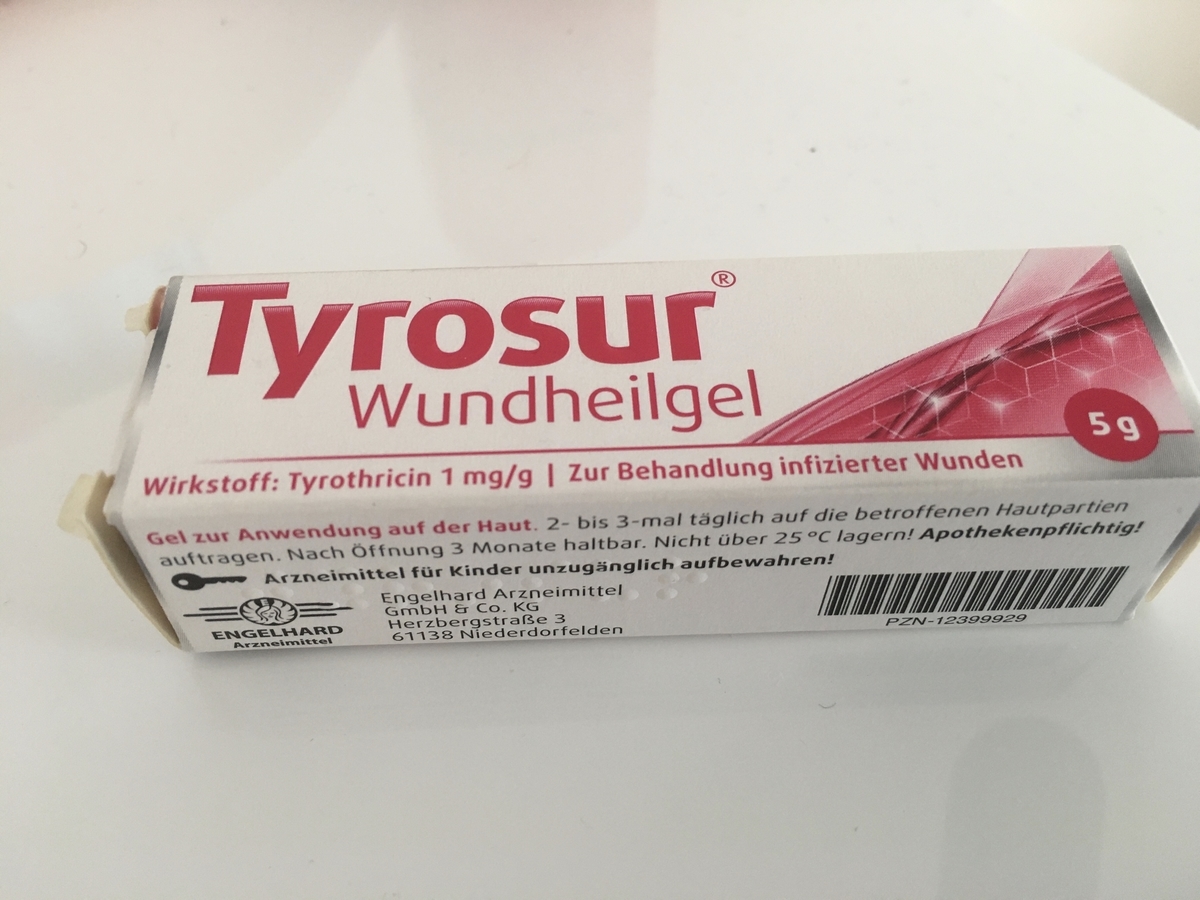 Tyrosur®
Wundheilgel
5 g
Wirkstoff: Tyrothricin 1 mg/g | Zur Behandlung infizierter Wunden
Gel zur Anwendung auf der Haut. 2- bis 3-mal täglich auf die betroffenen Hautpartien
auftragen. Nach Öffnung 3 Monate haltbar. Nicht über 25 °C lagern! Apothekenpflichtig!
Arzneimittel für Kinder unzugänglich aufbewahren!
ENGELHARD
Arzneimittel
Engelhard Arzneimittel
GmbH & Co. KG
Herzbergstraße 3
61138 Niederdorfelden
PZN-12399929